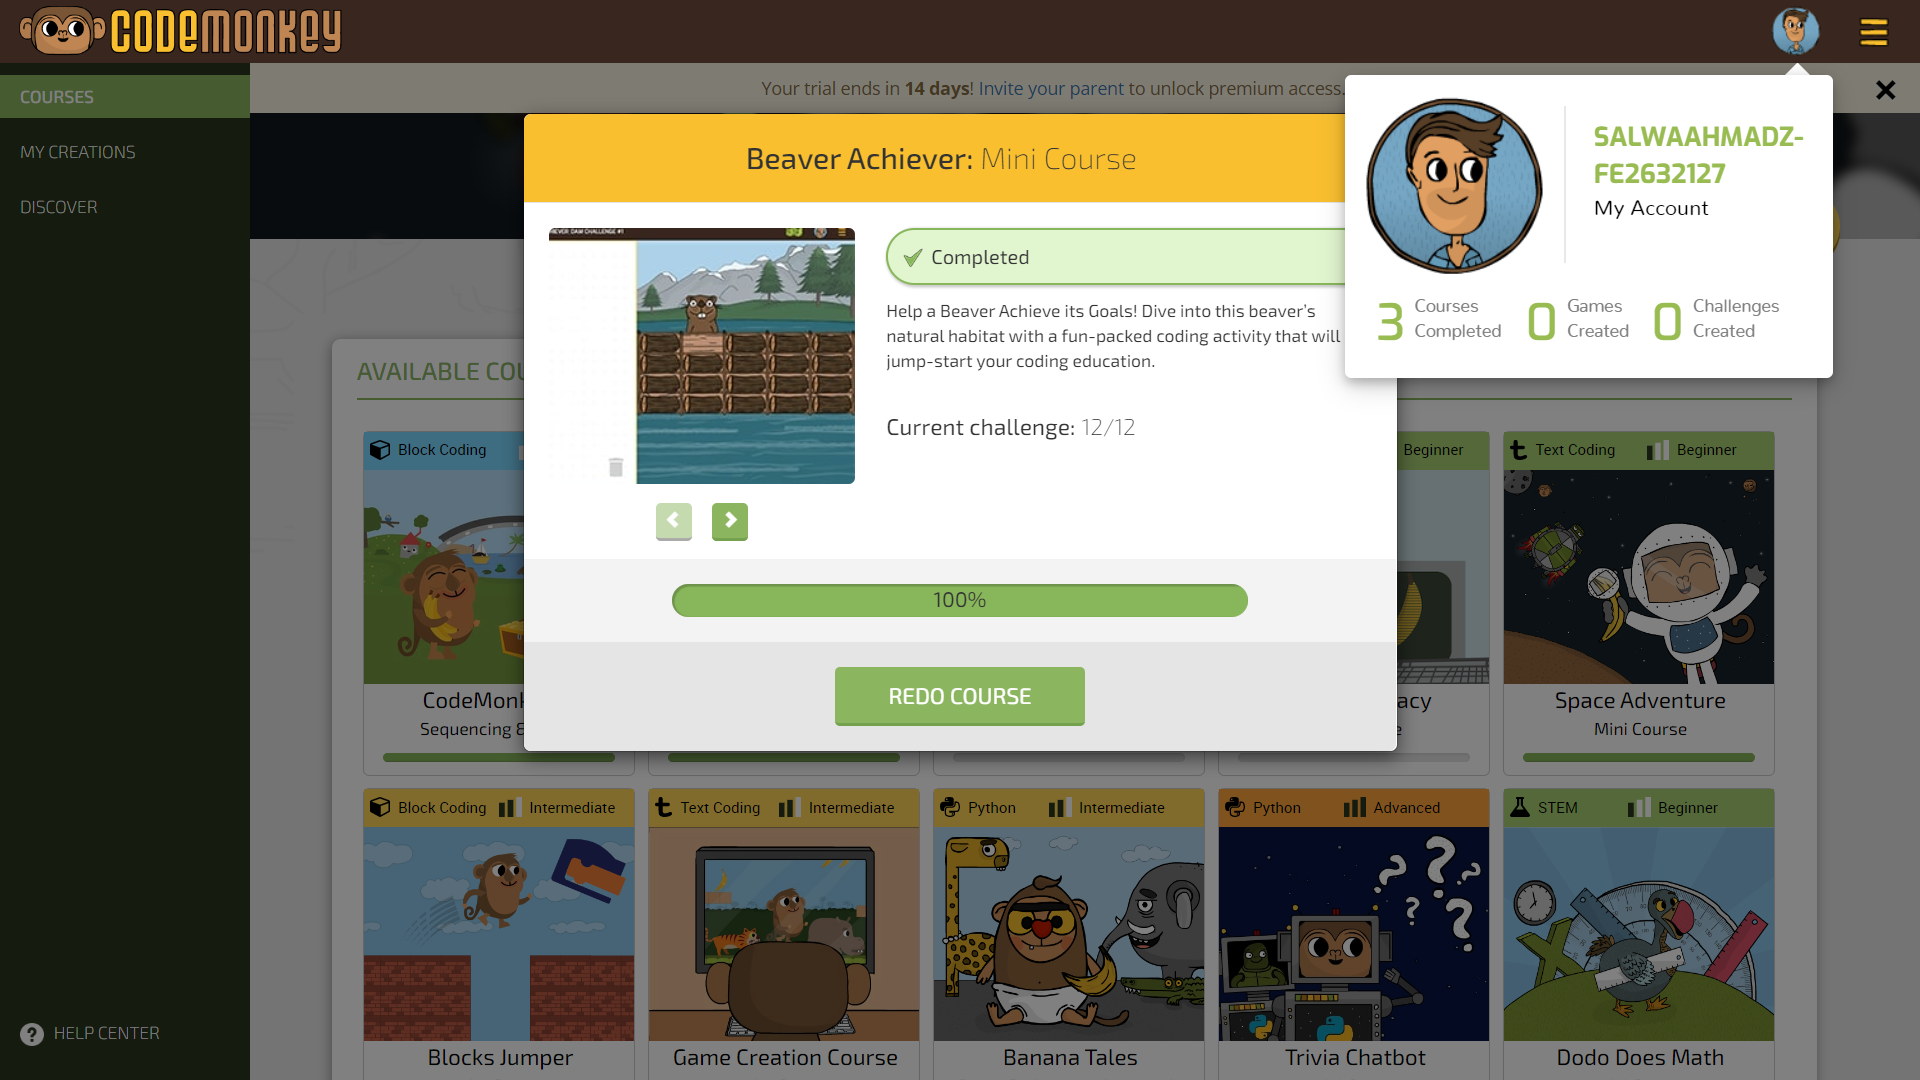 CODEMONKEY
COURSES
MY CREATIONS
DISCOVER
HELP CENTER
Your trial ends in 14 days! Invite your parent to unlock premium access.
SALWAAHMADZ-
FE2632127
My Account
3 Courses Completed
0 Games Created
0 Challenges Created
Beaver Achiever: Mini Course
Completed
Help a Beaver Achieve its Goals! Dive into this beaver's
natural habitat with a fun-packed coding activity that will
jump-start your coding education.
Current challenge: 12/12
100%
REDO COURSE
AVAILABLE COU
Block Coding
Beginner
Text Coding Beginner
CodeMonk
Sequencing &
acy
Space Adventure
Mini Course
Block Coding Intermediate
Text Coding Intermediate
Python Intermediate
Python Advanced
STEM Beginner
Blocks Jumper
Game Creation Course
Banana Tales
Trivia Chatbot
Dodo Does Math